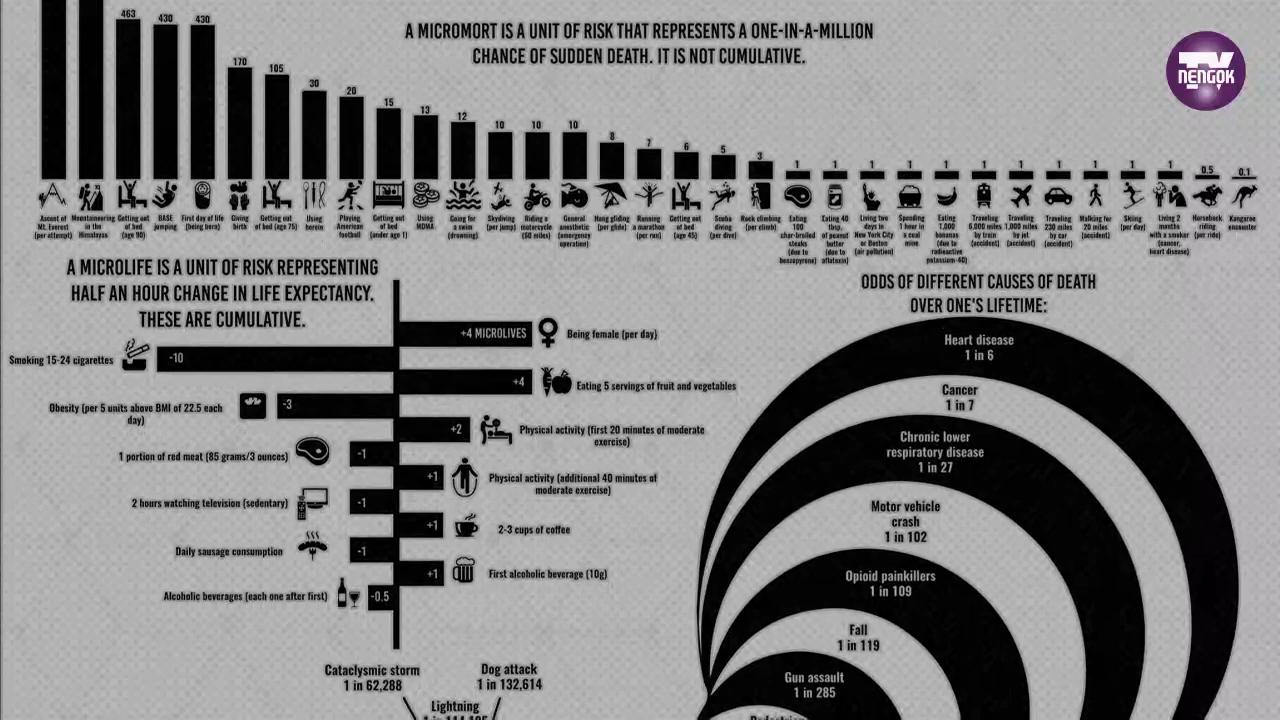 A MICROMORT IS A UNIT OF RISK THAT REPRESENTS A ONE-IN-A-MILLION
CHANCE OF SUDDEN DEATH. IT IS NOT CUMULATIVE.
TV
NENGOK
463
430
430
170
105
30
20
15
13
12
10
10
10
8
7
6
5
3
1
1
1
1
1
1
1
1
1
1
1
0.5
0.1
Ascent of
Mt. Everest
(per attempt)
Mountaineering
in the
Himalayas
Getting out
of bed
(age 90)
BASE
jumping
First day of life
(being born)
Giving
birth
Getting out
of bed (age 75)
Using
heroin
Playing
American
football
Getting out
of bed
(under age 1)
Using
MDMA
Going for
a swim
(drowning)
Skydiving
(per jump)
Riding a
motorcycle
(60 miles)
General
anesthetic
(emergency
operation)
Hang gliding
(per glide)
Running
a marathon
(per run)
Getting out
of bed
(age 45)
Scuba
diving
(per dive)
Rock climbing
(per climb)
Eating
100
char-broiled
steaks
(due to
benzopyrene)
Eating 40
tbsp.
of peanut
butter
(due to
aflatoxin)
Living two
days in
New York City
or Boston
(air pollution)
Spending
1 hour in
a coal
mine
Eating
1,000
bananas
(due to
radioactive
potassium-40)
Traveling
6,000 miles
by train
(accident)
Traveling
1,000 miles
by jet
(accident)
Traveling
230 miles
by car
(accident)
Walking for
20 miles
(accident)
Skiing
(per day)
Living 2
months
with a smoker
(cancer,
heart disease)
Horseback
riding
(per ride)
Kangaroo
encounter
A MICROLIFE IS A UNIT OF RISK REPRESENTING
HALF AN HOUR CHANGE IN LIFE EXPECTANCY.
THESE ARE CUMULATIVE.
+4 MICROLIVES
Being female (per day)
Smoking 15-24 cigarettes
-10
+4
Eating 5 servings of fruit and vegetables
Obesity (per 5 units above BMI of 22.5 each
day)
-3
+2
Physical activity (first 20 minutes of moderate
exercise)
1 portion of red meat (85 grams/3 ounces)
-1
+1
Physical activity (additional 40 minutes of
moderate exercise)
2 hours watching television (sedentary)
-1
+1
2-3 cups of coffee
Daily sausage consumption
-1
+1
First alcoholic beverage (10g)
Alcoholic beverages (each one after first)
-0.5
ODDS OF DIFFERENT CAUSES OF DEATH
OVER ONE'S LIFETIME:
Heart disease
1 in 6
Cancer
1 in 7
Chronic lower
respiratory disease
1 in 27
Motor vehicle
crash
1 in 102
Opioid painkillers
1 in 109
Fall
1 in 119
Gun assault
1 in 285
Cataclysmic storm
1 in 62,288
Dog attack
1 in 132,614
Lightning